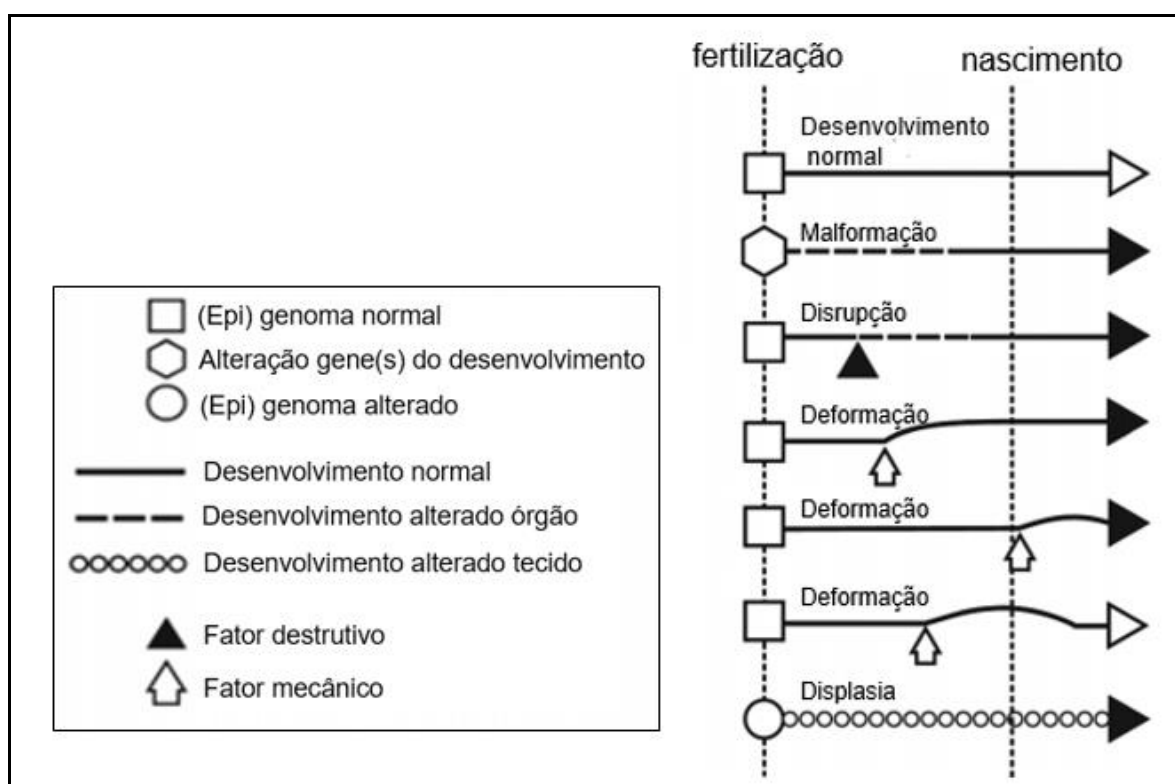 fertilização
nascimento
Desenvolvimento
normal
Malformação
Disrupção
Deformação
Deformação
Deformação
Displasia
(Epi) genoma normal
Alteração gene(s) do desenvolvimento
(Epi) genoma alterado
Desenvolvimento normal
Desenvolvimento alterado órgão
Desenvolvimento alterado tecido
Fator destrutivo
Fator mecânico